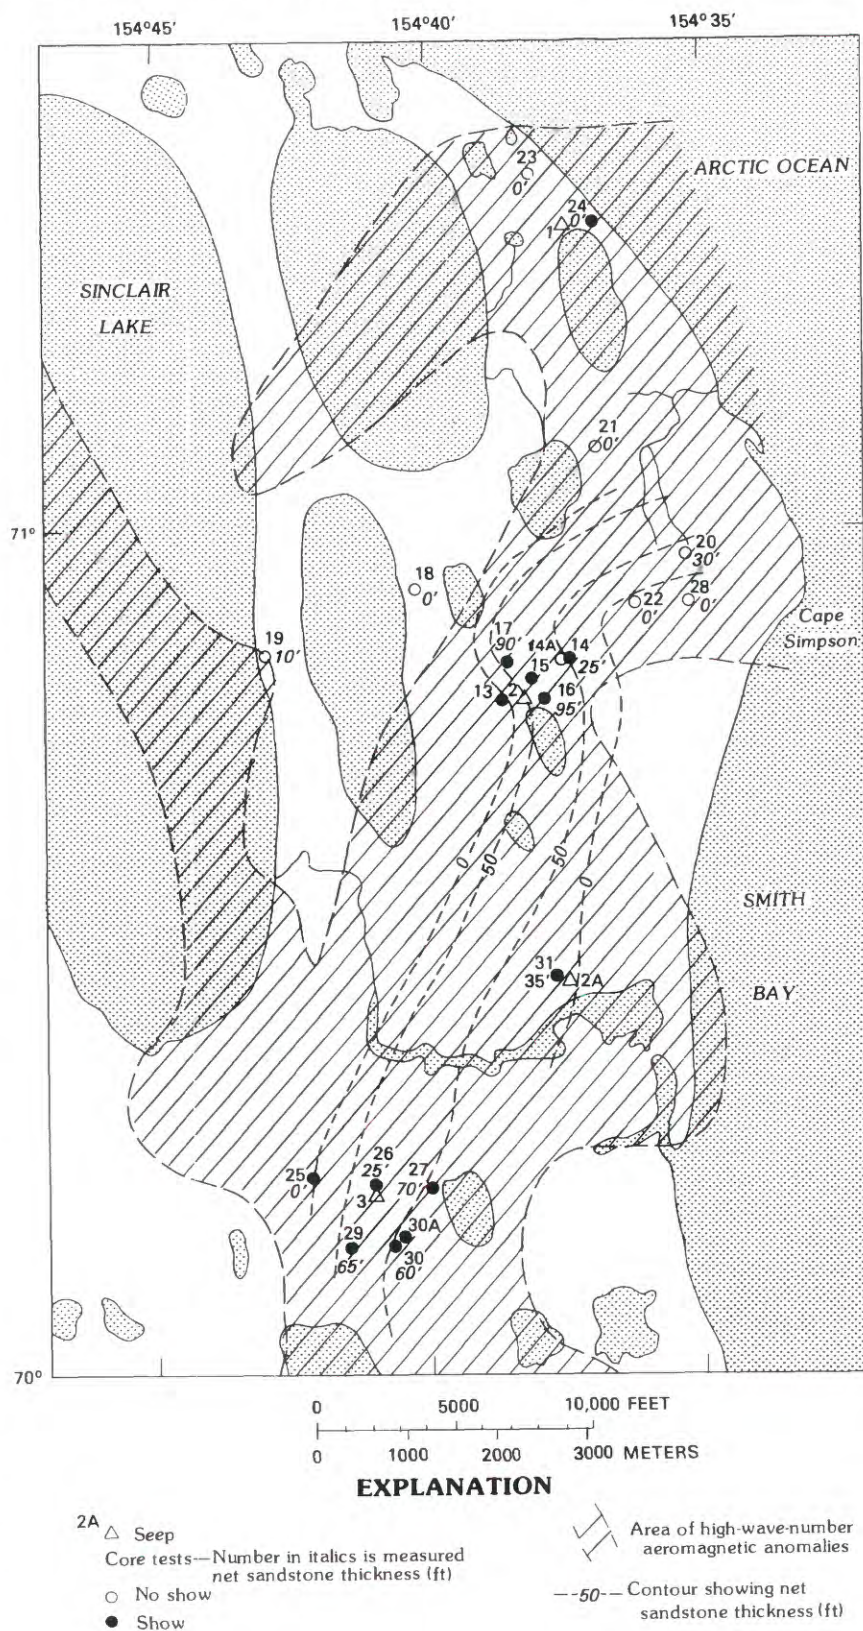 154°45′ 154°40′ 154°35′
ARCTIC OCEAN
23
0′
24
0′
1
SINCLAIR
LAKE
21
0′
71°
20
30′
18
0′
28
0′
22
0′
Cape
Simpson
19
10′
17
90′
14A
14
25′
15
13
2
16
95′
0
50
50
0
SMITH
BAY
31
35′
2A
25
0′
26
25′
3
27
70′
29
65′
30A
30
60′
70°
0 5000 10,000 FEET
0 1000 2000 3000 METERS
EXPLANATION
2A Seep
Core tests—Number in italics is measured
net sandstone thickness (ft)
No show
Show
Area of high-wave-number
aeromagnetic anomalies
—-50-— Contour showing net
sandstone thickness (ft)